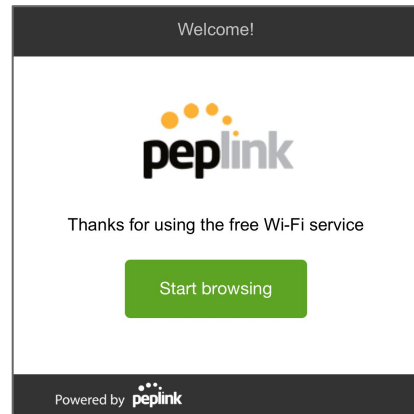 Welcome!
peplink
Thanks for using the free Wi-Fi service
Start browsing
Powered by peplink